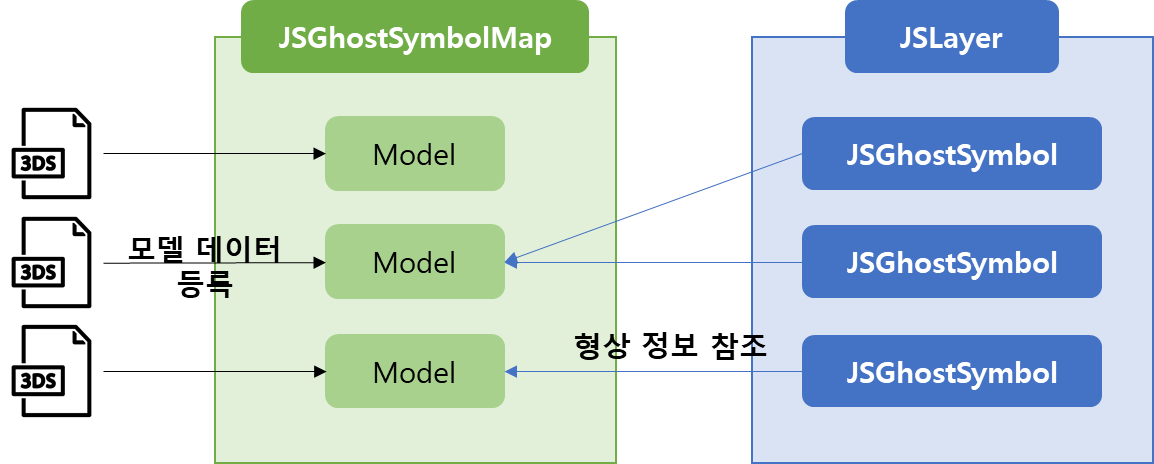 JSGhostSymbolMap
JSLayer
3DS
Model
JSGhostSymbol
3DS
모델 데이터
등록
Model
JSGhostSymbol
3DS
Model
형상 정보 참조
JSGhostSymbol